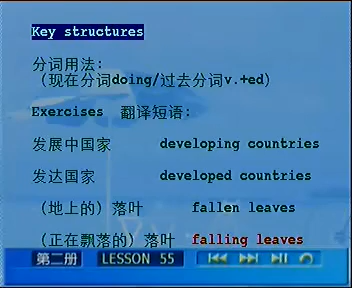 Key structures
分词用法:
(现在分词doing/过去分词v.+ed)
Exercises 翻译短语:
发展中国家 developing countries
发达国家 developed countries
(地上的) 落叶 fallen leaves
(正在飘落的) 落叶 falling leaves
第二册 LESSON 55